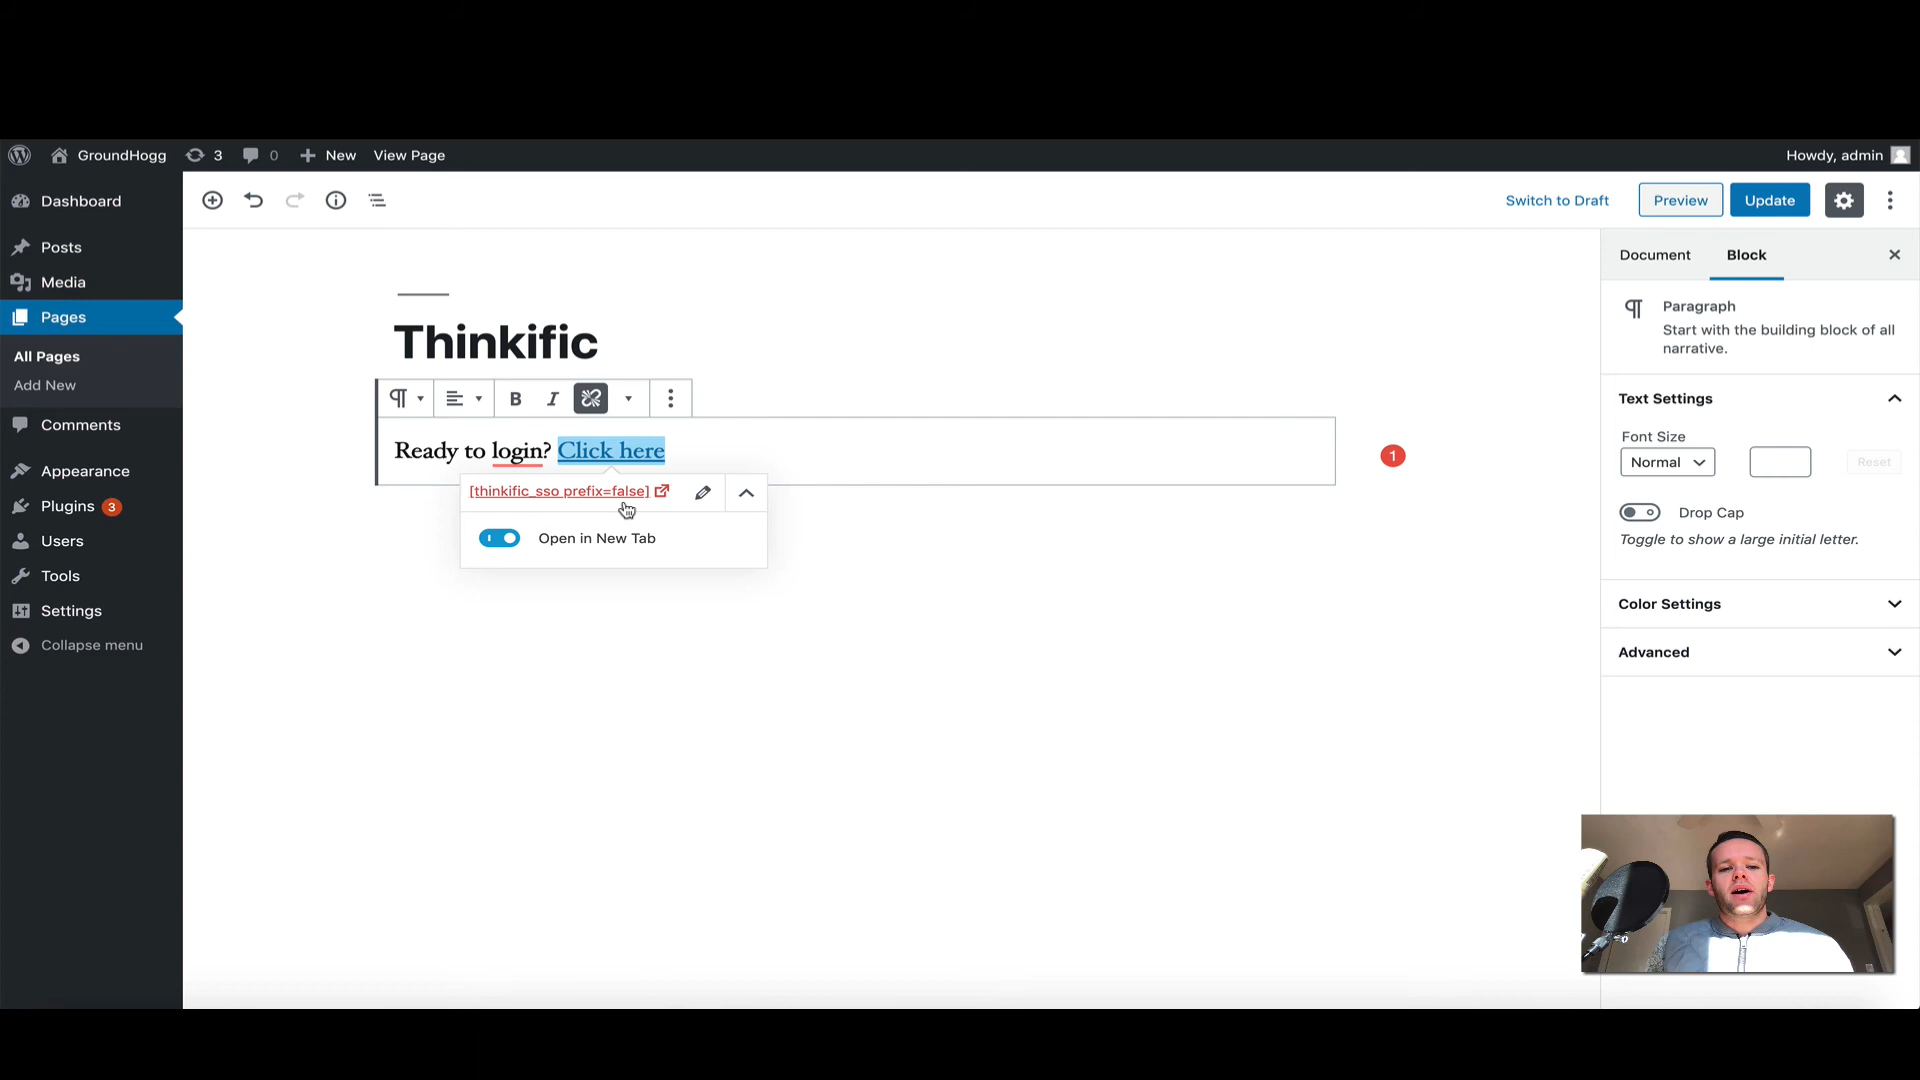 GroundHogg 3 0 New View Page Howdy, admin
Dashboard
Posts
Media
Pages
All Pages
Add New
Comments
Appearance
Plugins 3
Users
Tools
Settings
Collapse menu
Switch to Draft Preview Update
Thinkific
B I
Ready to login? Click here
[thinkific_sso prefix=false]
Open in New Tab
1
Document Block
Paragraph
Start with the building block of all
narrative.
Text Settings
Font Size
Normal Reset
Drop Cap
Toggle to show a large initial letter.
Color Settings
Advanced